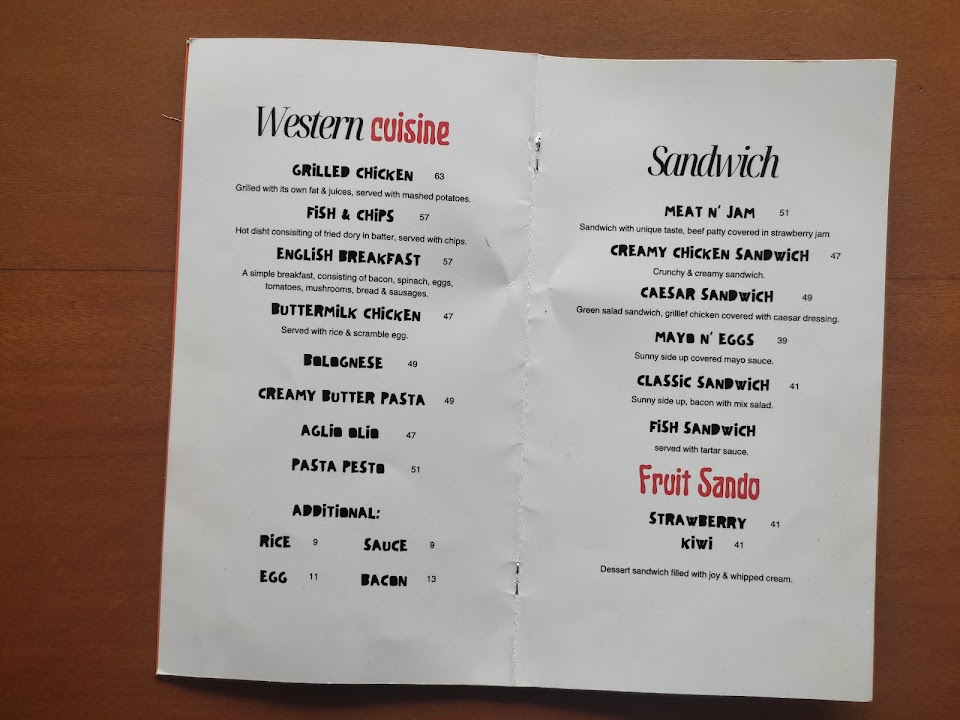 Western cuisine
GRILLED CHICKEN 63
Grilled with its own fat & juices, served with mashed potatoes.
FISH & CHIPS 57
Hot disht consisiting of fried dory in batter, served with chips.
ENGLISH BREAKFAST 57
A simple breakfast, consisting of bacon, spinach, eggs,
tomatoes, mushrooms, bread & sausages.
BUTTERMILK CHICKEN 47
Served with rice & scramble egg.
BOLOGNESE 49
CREAMY BUTTER PASTA 49
AGLIO OLIO 47
PASTA PESTO 51
ADDITIONAL:
RICE 9 SAUCE 9
EGG 11 BACON 13
Sandwich
MEAT N' JAM 51
Sandwich with unique taste, beef patty covered in strawberry jam
CREAMY CHICKEN SANDWICH 47
Crunchy & creamy sandwich.
CAESAR SANDWICH 49
Green salad sandwich, grillef chicken covered with caesar dressing.
MAYO N' EGGS 39
Sunny side up covered mayo sauce.
CLASSIC SANDWICH 41
Sunny side up, bacon with mix salad.
FISH SANDWICH
served with tartar sauce.
Fruit Sando
STRAWBERRY 41
KIWI 41
Dessert sandwich filled with joy & whipped cream.